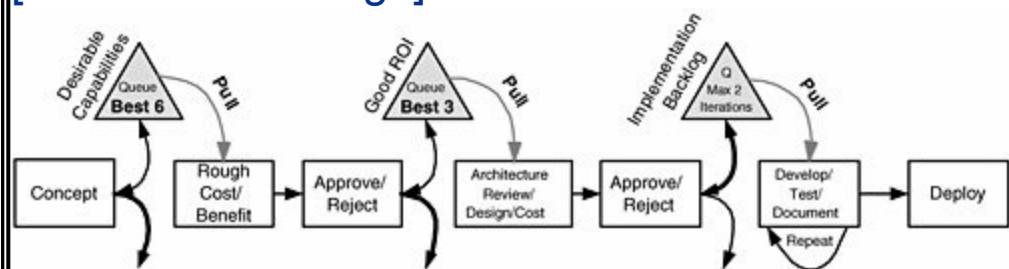 Desirable
Capabilities
Queue
Best 6
Pull
Good ROI
Queue
Best 3
Pull
Implementation
Backlog
Q
Max 2
Iterations
Pull
Concept
Rough
Cost/
Benefit
Approve/
Reject
Architecture
Review/
Design/Cost
Approve/
Reject
Develop/
Test/
Document
Repeat
Deploy